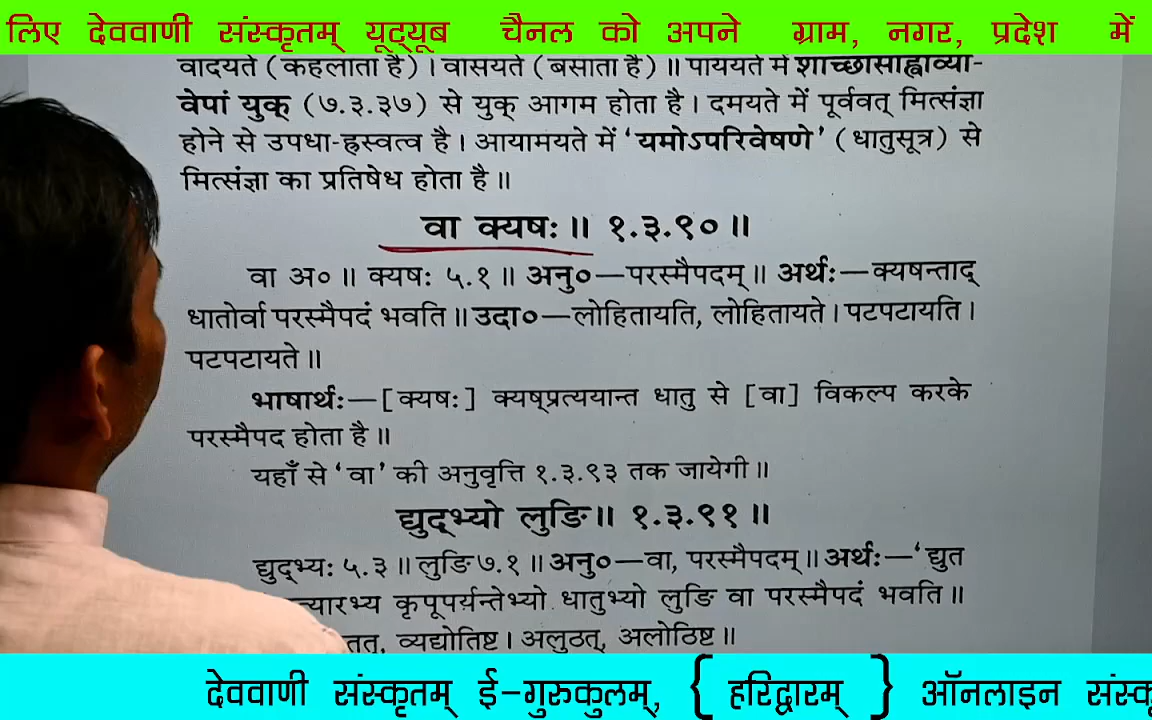 लिए देववाणी संस्कृतम् यूट्यूब चैनल को अपने ग्राम, नगर, प्रदेश में
वादयते (कहलाता है) । वासयते (बसाता है) ॥ पाययते में शाच्छासाह्वाव्या-
वेपां युक् (७.३.३७) से युक् आगम होता है । दमयते में पूर्ववत् मित्संज्ञा
होने से उपधा-ह्रस्वत्व है । आयामयते में ‘यमोऽपरिवेषणे’ (धातुसूत्र) से
मित्संज्ञा का प्रतिषेध होता है ॥
वा क्यषः ॥ १.३.९० ॥
वा अ० ॥ क्यषः ५.१ ॥ अनु०—परस्मैपदम् ॥ अर्थः—क्यषन्ताद्
धातोर्वा परस्मैपदं भवति ॥ उदा०—लोहितायति, लोहितायते । पटपटायति ।
पटपटायते ॥
भाषार्थः—[क्यषः] क्यष्प्रत्ययान्त धातु से [वा] विकल्प करके
परस्मैपद होता है ॥
यहाँ से ‘वा’ की अनुवृत्ति १.३.९३ तक जायेगी ॥
द्युद्भ्यो लुङि ॥ १.३.९१ ॥
द्युद्भ्यः ५.३ ॥ लुङि ७.१ ॥ अनु०—वा, परस्मैपदम् ॥ अर्थः—‘द्युत
कृपूपर्य्यन्तेभ्यो धातुभ्यो लुङि वा परस्मैपदं भवति ॥
व्यद्योतिष्ट । अलुठत्, अलोठिष्ट ॥
देववाणी संस्कृतम् ई-गुरुकुलम्, { हरिद्वारम् } ऑनलाइन